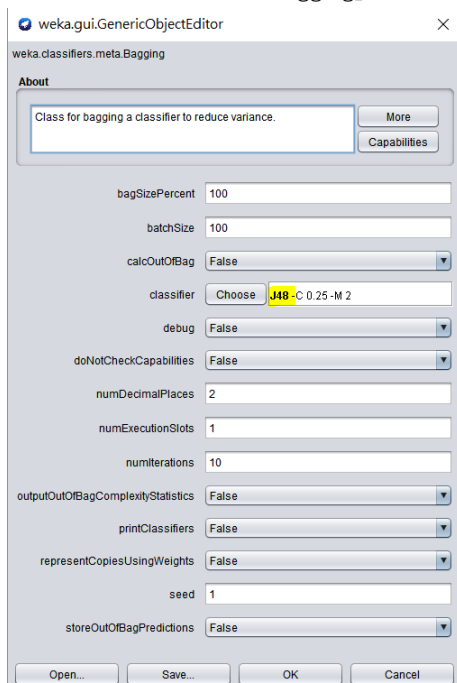 weka.gui.GenericObjectEditor
weka.classifiers.meta.Bagging
About
Class for bagging a classifier to reduce variance.
More
Capabilities
bagSizePercent 100
batchSize 100
calcOutOfBag False
classifier Choose J48 -C 0.25 -M 2
debug False
doNotCheckCapabilities False
numDecimalPlaces 2
numExecutionSlots 1
numIterations 10
outputOutOfBagComplexityStatistics False
printClassifiers False
representCopiesUsingWeights False
seed 1
storeOutOfBagPredictions False
Open... Save... OK Cancel